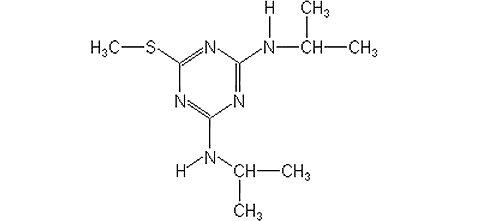 H CH₃
H₃C S N N CH CH₃
N N
N
H CH CH₃
CH₃